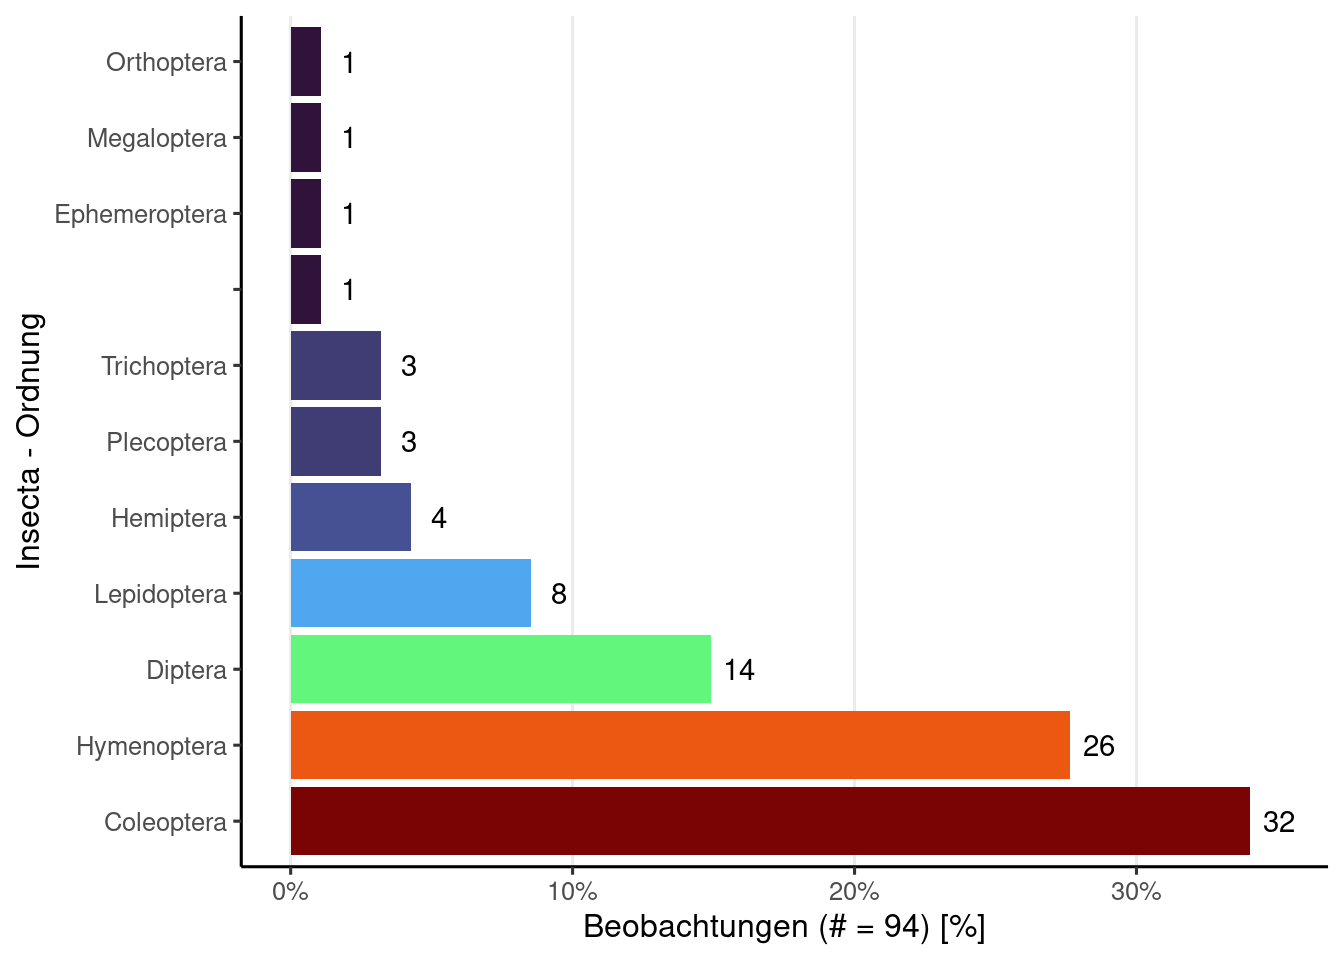 Insecta - Ordnung
Orthoptera 1
Megaloptera 1
Ephemeroptera 1
1
Trichoptera 3
Plecoptera 3
Hemiptera 4
Lepidoptera 8
Diptera 14
Hymenoptera 26
Coleoptera 32
0% 10% 20% 30%
Beobachtungen (# = 94) [%]